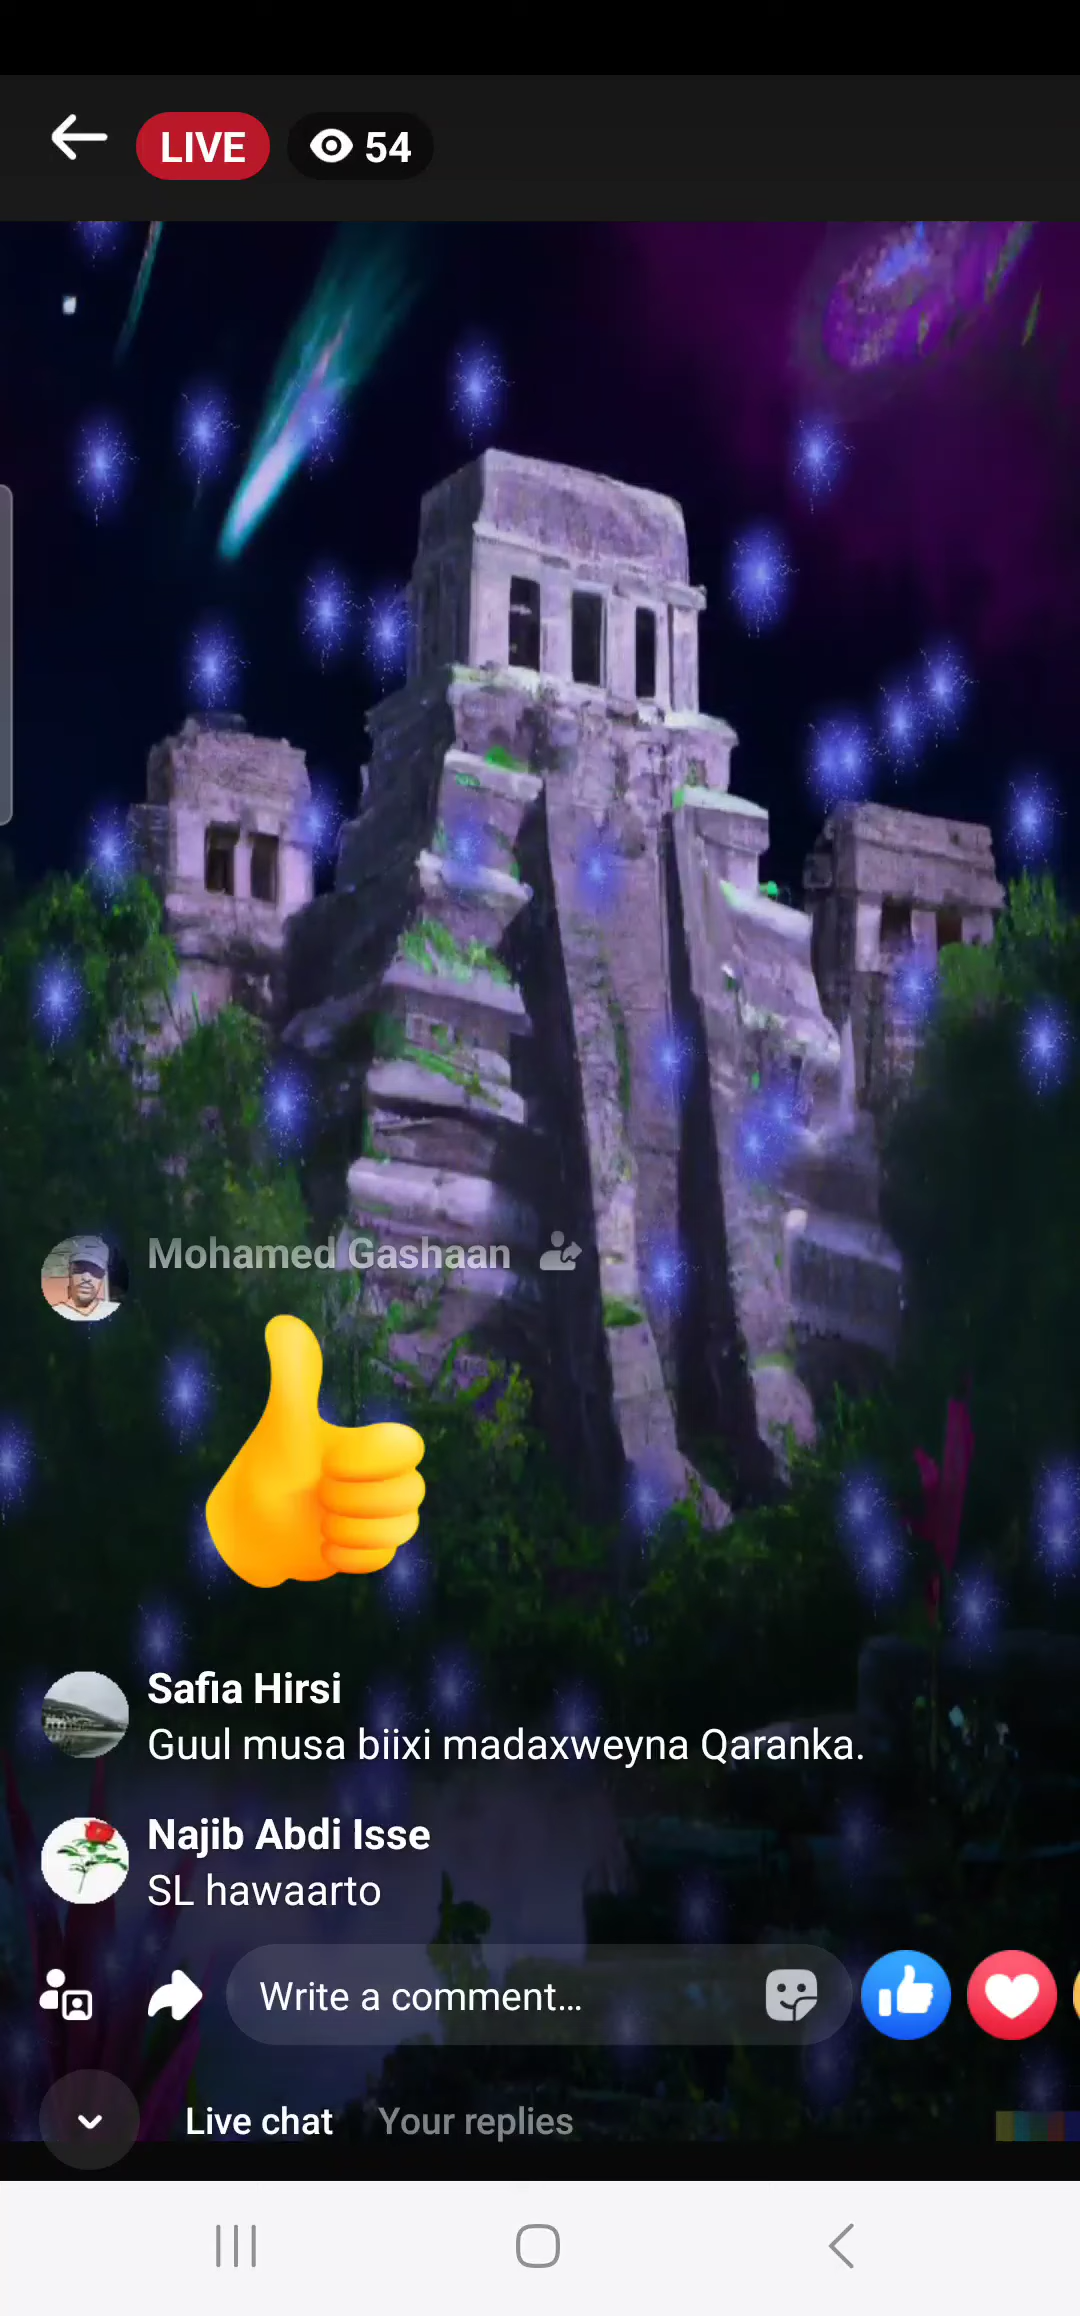 LIVE 54
Mohamed Gashaan
Safia Hirsi
Guul musa biixi madaxweyna Qaranka.
Najib Abdi Isse
SL hawaarto
Write a comment...
Live chat Your replies